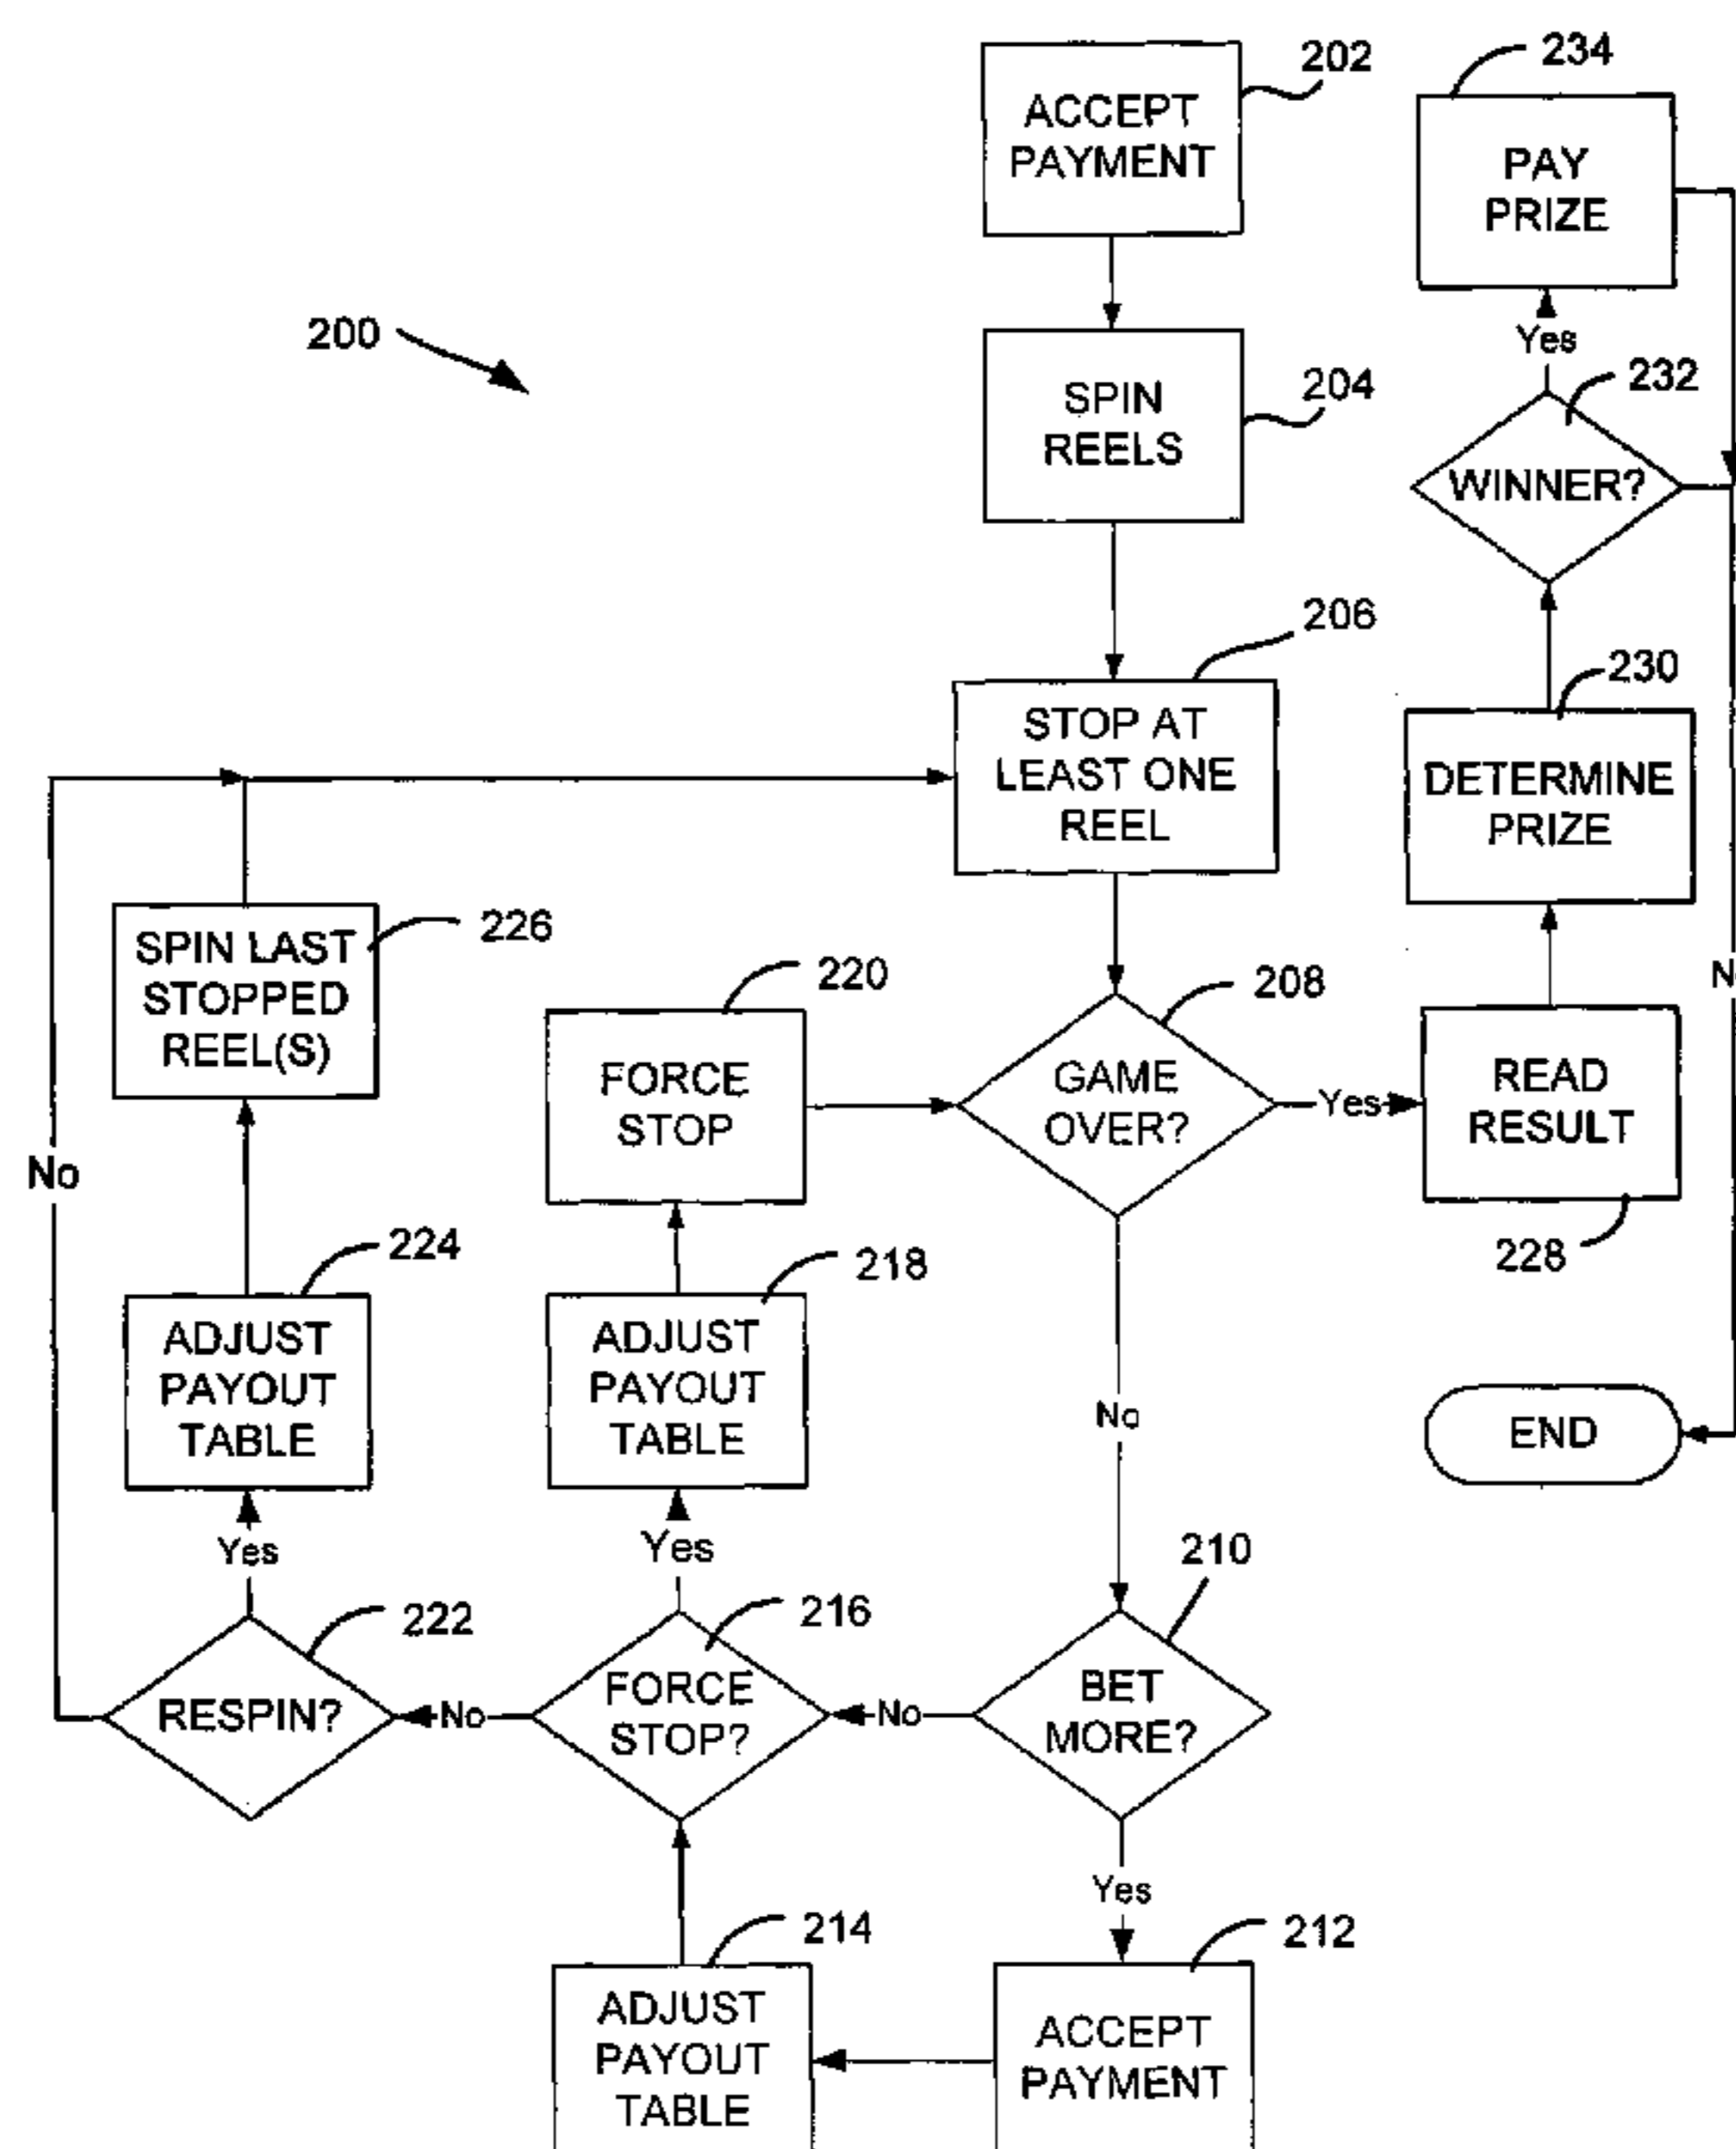 202
ACCEPT
PAYMENT
234
PAY
PRIZE
200
Yes
SPIN
REELS
204
232
WINNER?
206
STOP AT
LEAST ONE
REEL
230
DETERMINE
PRIZE
SPIN LAST
STOPPED
REEL(S)
226
220
FORCE
STOP
208
GAME
OVER?
Yes
READ
RESULT
228
N
No
224
ADJUST
PAYOUT
TABLE
218
ADJUST
PAYOUT
TABLE
No
END
Yes
Yes
210
222
RESPIN?
No
216
FORCE
STOP?
No
BET
MORE?
Yes
214
ADJUST
PAYOUT
TABLE
212
ACCEPT
PAYMENT